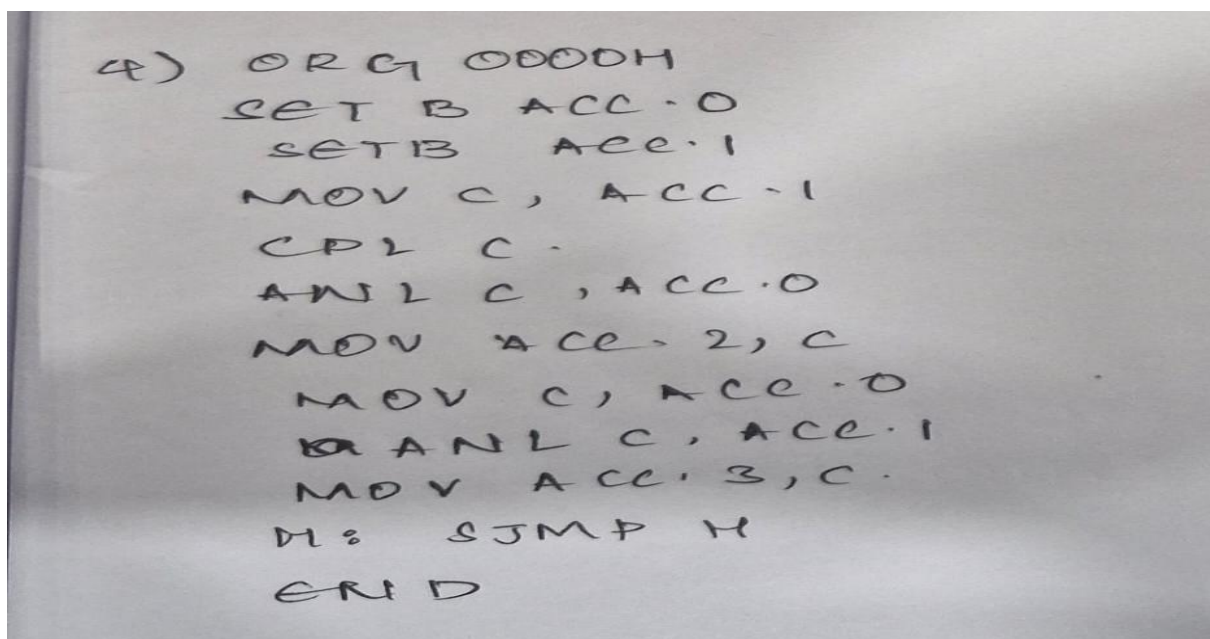 4) ORG 0000H
SETB ACC.0
SETB ACC.1
MOV C, ACC.1
CPL C.
ANL C, ACC.0
MOV ACC.2, C
MOV C, ACC.0
ANL C, ACC.1
MOV ACC.3, C.
H: SJMP H
END